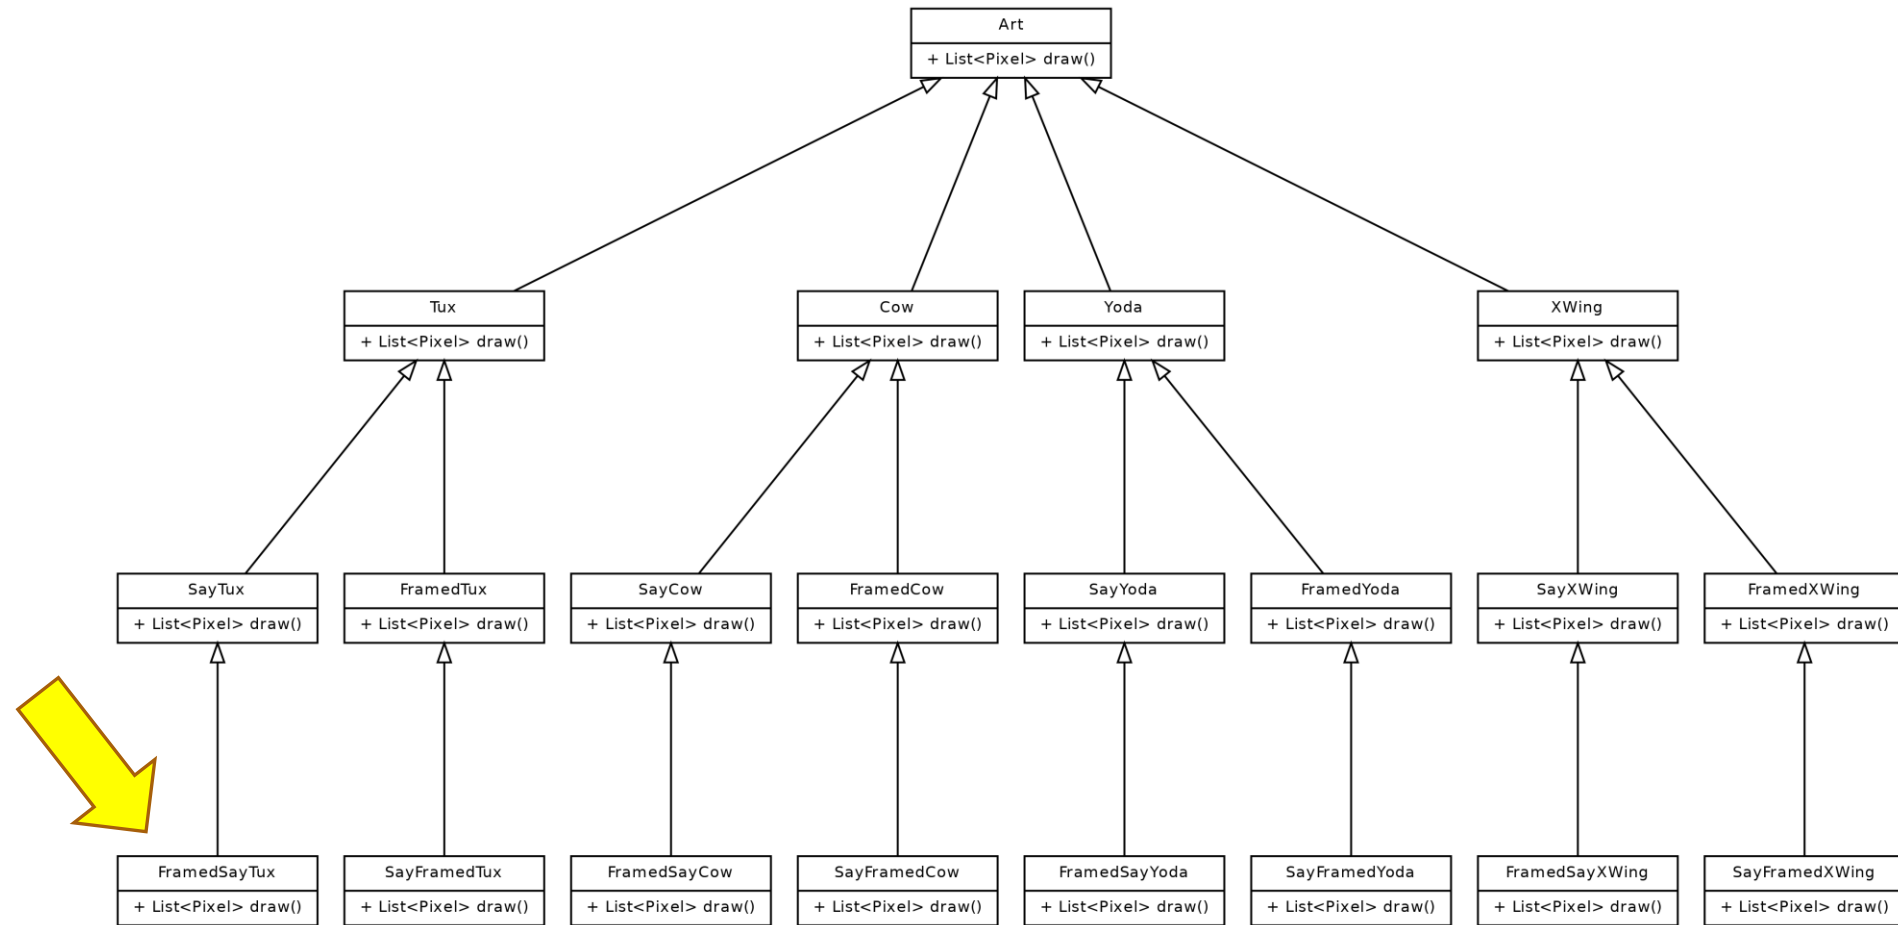 Art
+ List<Pixel> draw()
Tux
+ List<Pixel> draw()
Cow
+ List<Pixel> draw()
Yoda
+ List<Pixel> draw()
XWing
+ List<Pixel> draw()
SayTux
+ List<Pixel> draw()
FramedTux
+ List<Pixel> draw()
SayCow
+ List<Pixel> draw()
FramedCow
+ List<Pixel> draw()
SayYoda
+ List<Pixel> draw()
FramedYoda
+ List<Pixel> draw()
SayXWing
+ List<Pixel> draw()
FramedXWing
+ List<Pixel> draw()
FramedSayTux
+ List<Pixel> draw()
SayFramedTux
+ List<Pixel> draw()
FramedSayCow
+ List<Pixel> draw()
SayFramedCow
+ List<Pixel> draw()
FramedSayYoda
+ List<Pixel> draw()
SayFramedYoda
+ List<Pixel> draw()
FramedSayXWing
+ List<Pixel> draw()
SayFramedXWing
+ List<Pixel> draw()